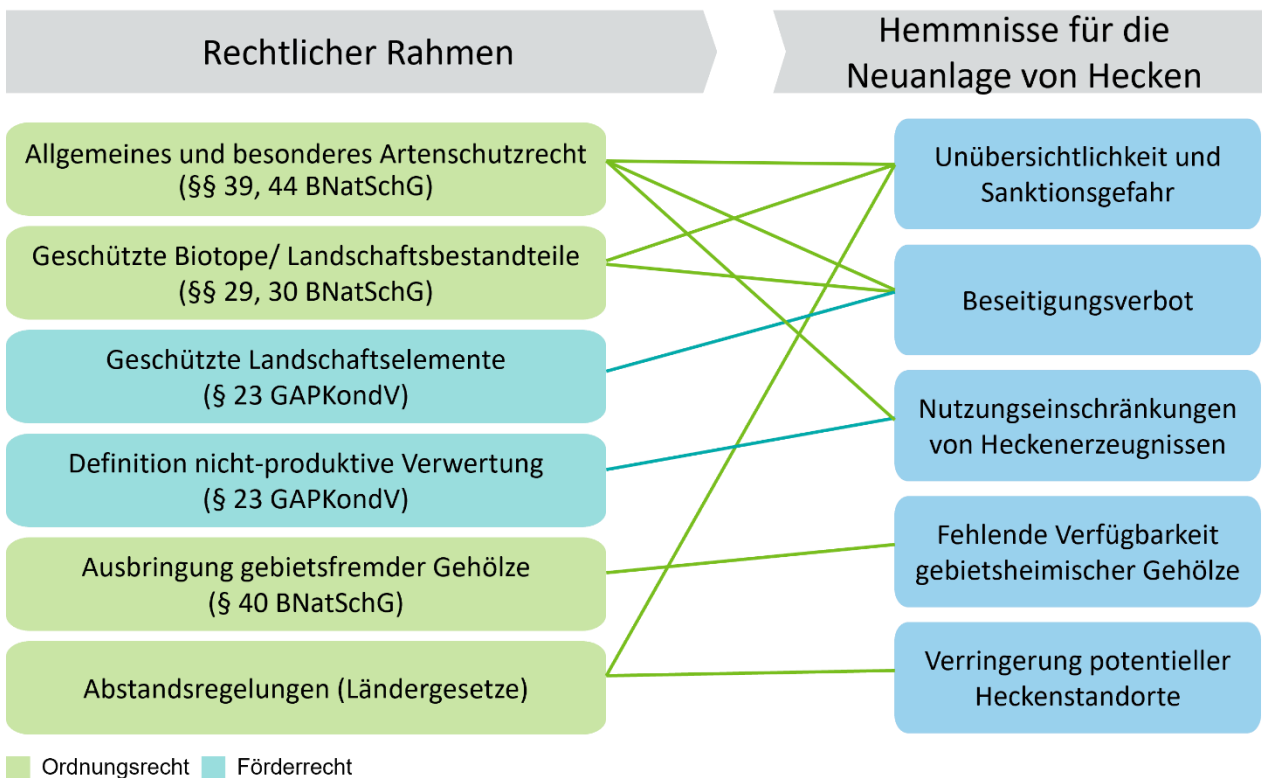 Rechtlicher Rahmen
Hemmnisse für die
Neuanlage von Hecken
Allgemeines und besonderes Artenschutzrecht
(§§ 39, 44 BNatSchG)
Geschützte Biotope/ Landschaftsbestandteile
(§§ 29, 30 BNatSchG)
Geschützte Landschaftselemente
(§ 23 GAPKondV)
Definition nicht-produktive Verwertung
(§ 23 GAPKondV)
Ausbringung gebietsfremder Gehölze
(§ 40 BNatSchG)
Abstandsregelungen (Ländergesetze)
Unübersichtlichkeit und
Sanktionsgefahr
Beseitigungsverbot
Nutzungseinschränkungen
von Heckenerzeugnissen
Fehlende Verfügbarkeit
gebietsheimischer Gehölze
Verringerung potentieller
Heckenstandorte
Ordnungsrecht
Förderrecht